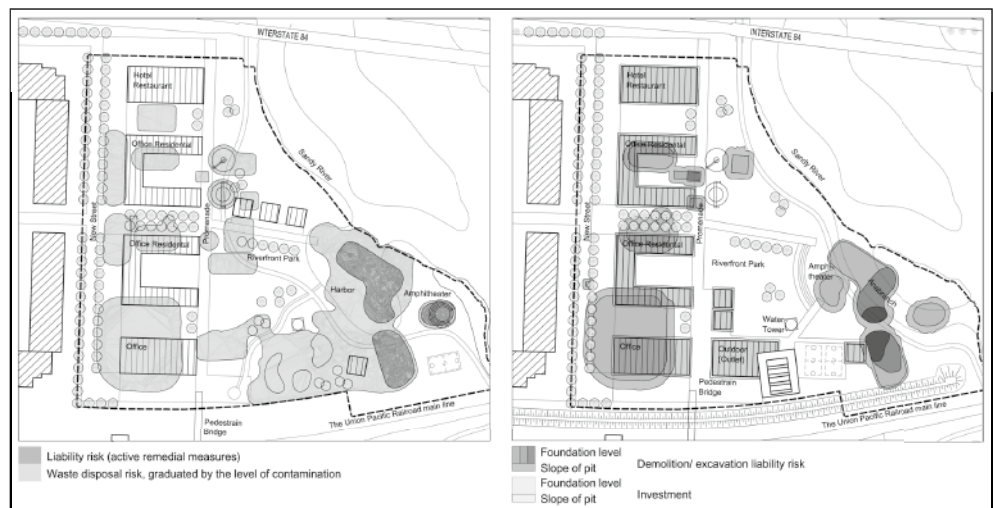 INTERSTATE 84
Hotel
Restaurant
Office Residential
Sandy River
New Street
Promenade
Office Residential
Riverfront Park
Harbor
Amphitheater
Office
Pedestrain
Bridge
The Union Pacific Railroad main line
Liability risk (active remedial measures)
Waste disposal risk, graduated by the level of contamination
INTERSTATE 84
Hotel
Restaurant
Office Residential
Sandy River
New Street
Promenade
Office Residential
Riverfront Park
Amphi-
theater
Water
Tower
Office
Outdoor
(Outlet)
Pedestrain
Bridge
The Union Pacific Railroad main line
Foundation level
Slope of pit
Demolition/ excavation liability risk
Foundation level
Slope of pit
Investment